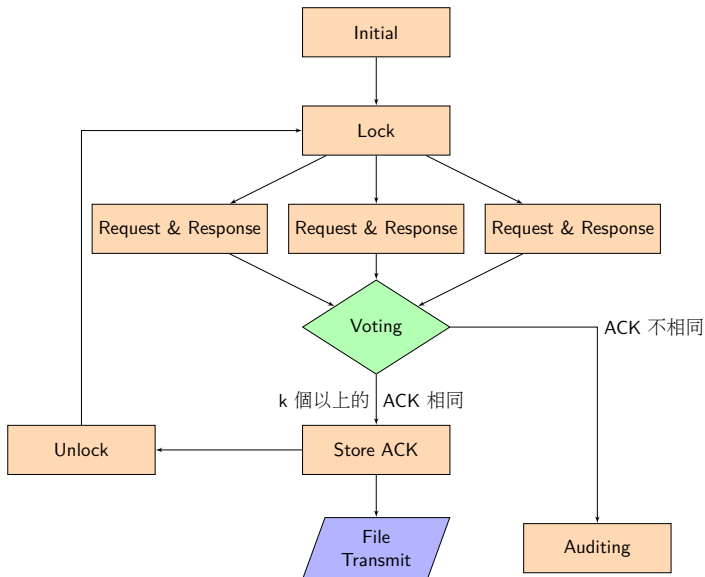 Initial
Lock
Request & Response
Request & Response
Request & Response
Voting
ACK 不相同
k 個以上的 ACK 相同
Unlock
Store ACK
File
Transmit
Auditing